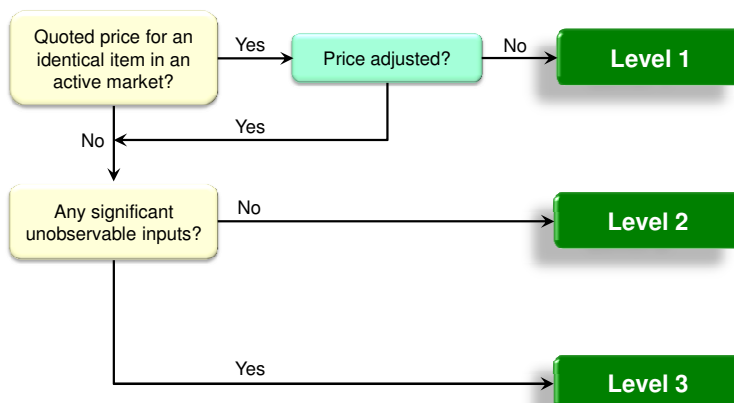 Quoted price for an
identical item in an
active market?
Yes
Price adjusted?
No
Level 1
Yes
No
Any significant
unobservable inputs?
No
Level 2
Yes
Level 3